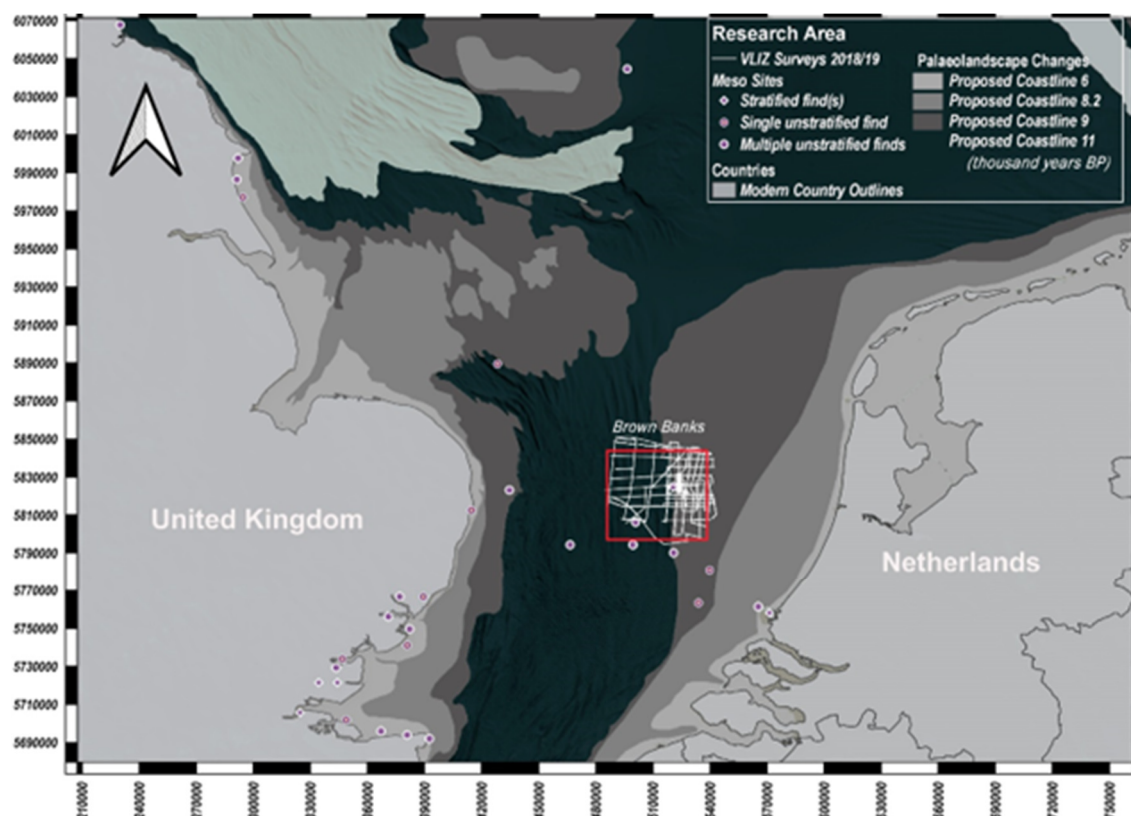 Research Area
VLIZ Surveys 2018/19
Meso Sites
Stratified find(s)
Single unstratified find
Multiple unstratified finds
Countries
Modern Country Outlines
Palaeolandscape Changes
Proposed Coastline 6
Proposed Coastline 8.2
Proposed Coastline 9
Proposed Coastline 11
(thousand years BP)
Brown Banks
United Kingdom
Netherlands
6070000
6050000
6030000
6010000
5990000
5970000
5950000
5930000
5910000
5890000
5870000
5850000
5830000
5810000
5790000
5770000
5750000
5730000
5710000
5690000